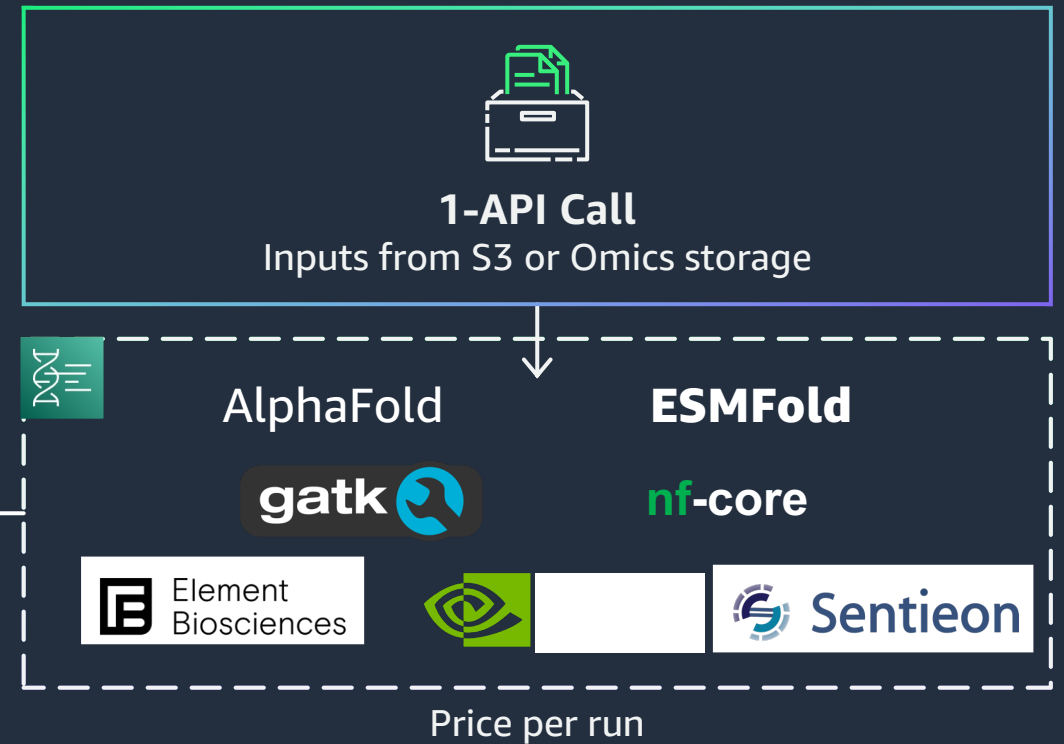 1-API Call
Inputs from S3 or Omics storage
AlphaFold
ESMFold
gatk
nf-core
Element
Biosciences
Sentieon
Price per run